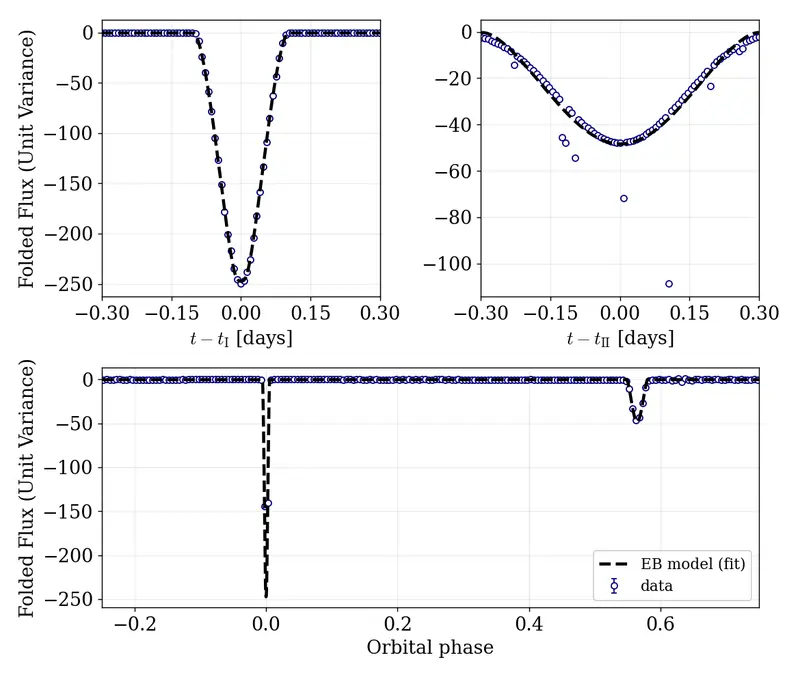 Folded Flux (Unit Variance)
0
−50
−100
−150
−200
−250
−0.30 −0.15 0.00 0.15 0.30
t − t_I [days]
0
−20
−40
−60
−80
−100
−0.30 −0.15 0.00 0.15 0.30
t − t_II [days]
Folded Flux (Unit Variance)
0
−50
−100
−150
−200
−250
−0.2 0.0 0.2 0.4 0.6
Orbital phase
EB model (fit)
data